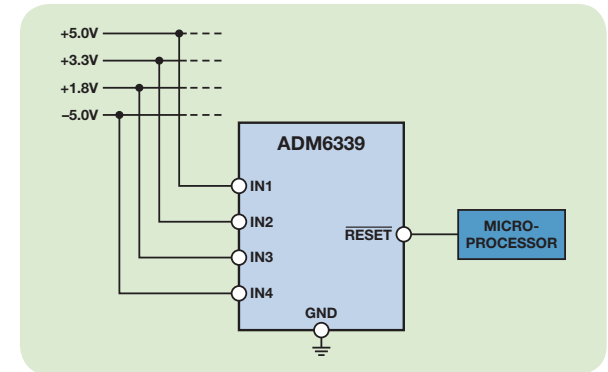 +5.0V
+3.3V
+1.8V
–5.0V
ADM6339
IN1
IN2
RESET
MICRO-
PROCESSOR
IN3
IN4
GND